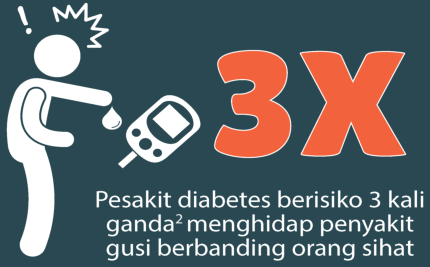 !
3X
Pesakit diabetes berisiko 3 kali
ganda² menghidap penyakit
gusi berbanding orang sihat